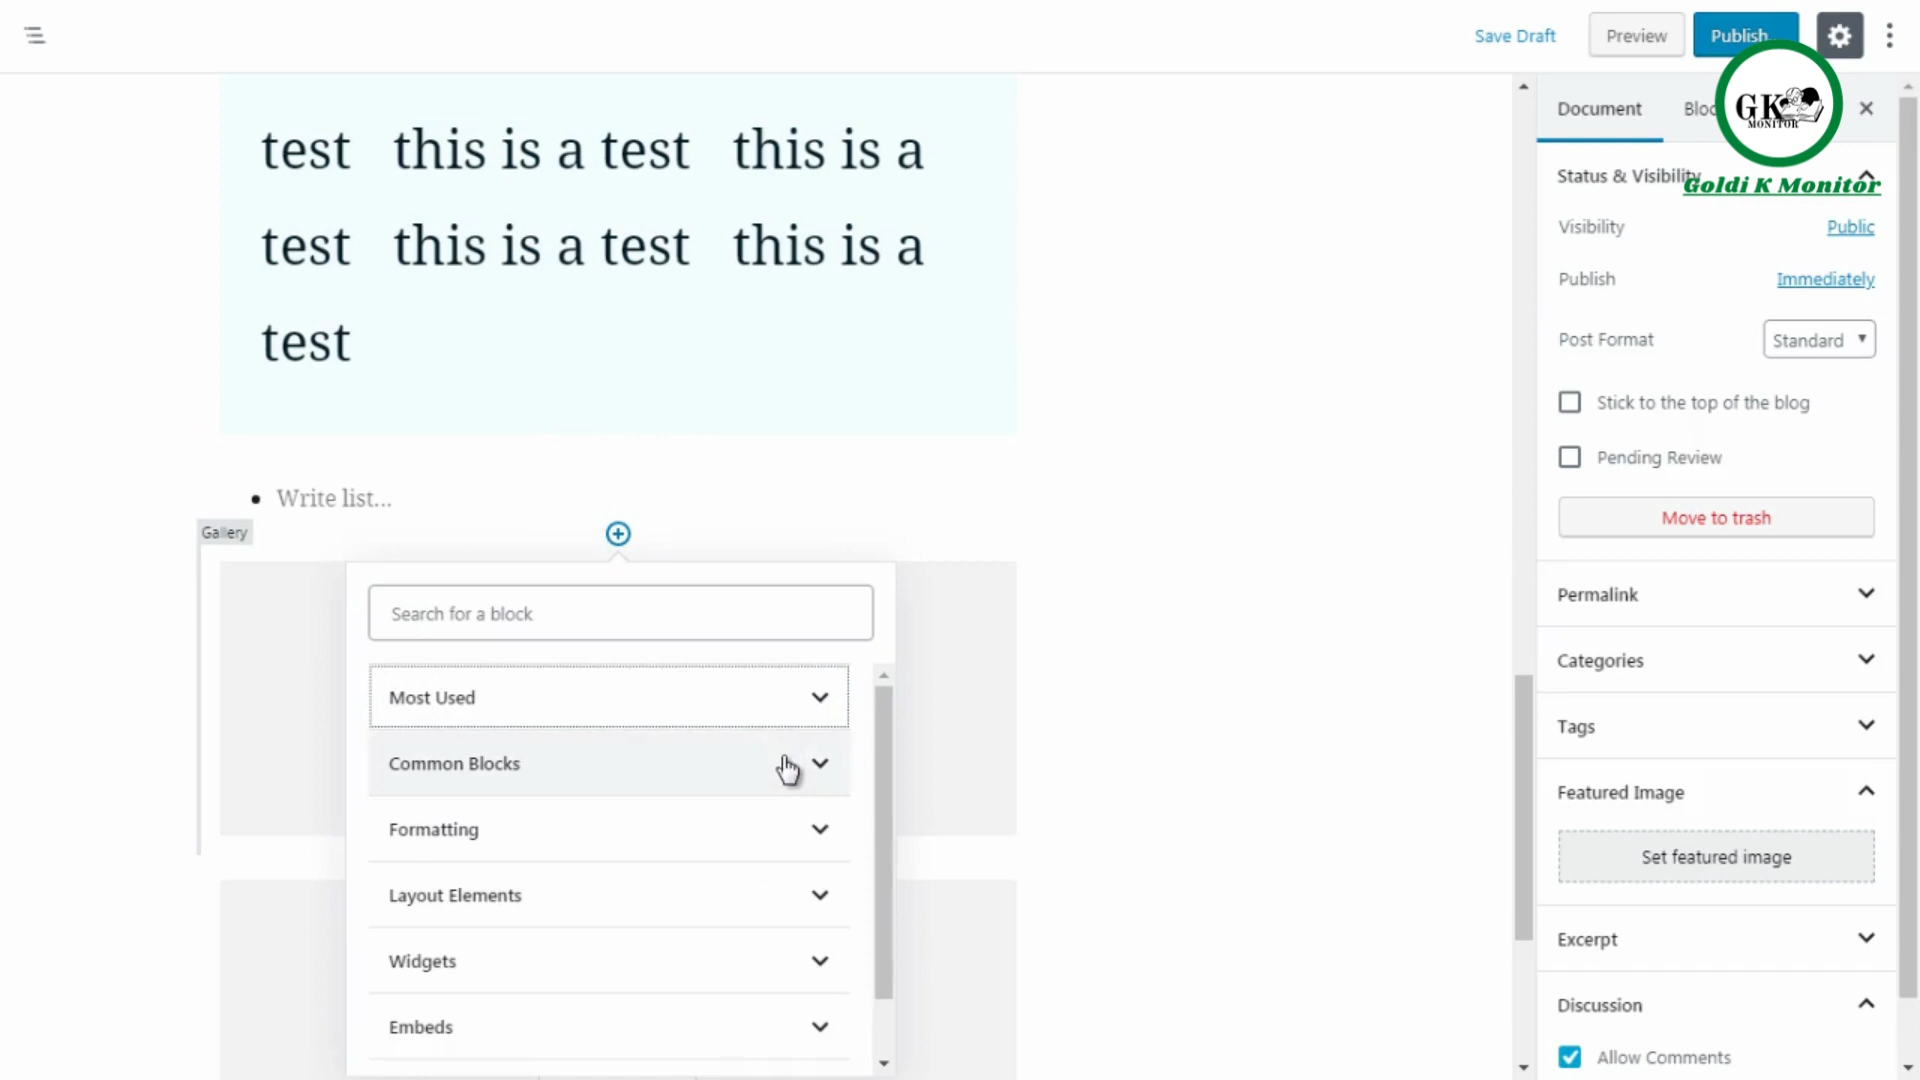 Save Draft
Preview
Publish...
Document
Bloc
GK
MONITOR
Status & Visibility
Goldi K Monitor
Visibility
Public
Publish
Immediately
Post Format
Standard
Stick to the top of the blog
Pending Review
Move to trash
Permalink
Categories
Tags
Featured Image
Set featured image
Excerpt
Discussion
Allow Comments
test this is a test this is a
test this is a test this is a
test
Write list...
Gallery
Search for a block
Most Used
Common Blocks
Formatting
Layout Elements
Widgets
Embeds